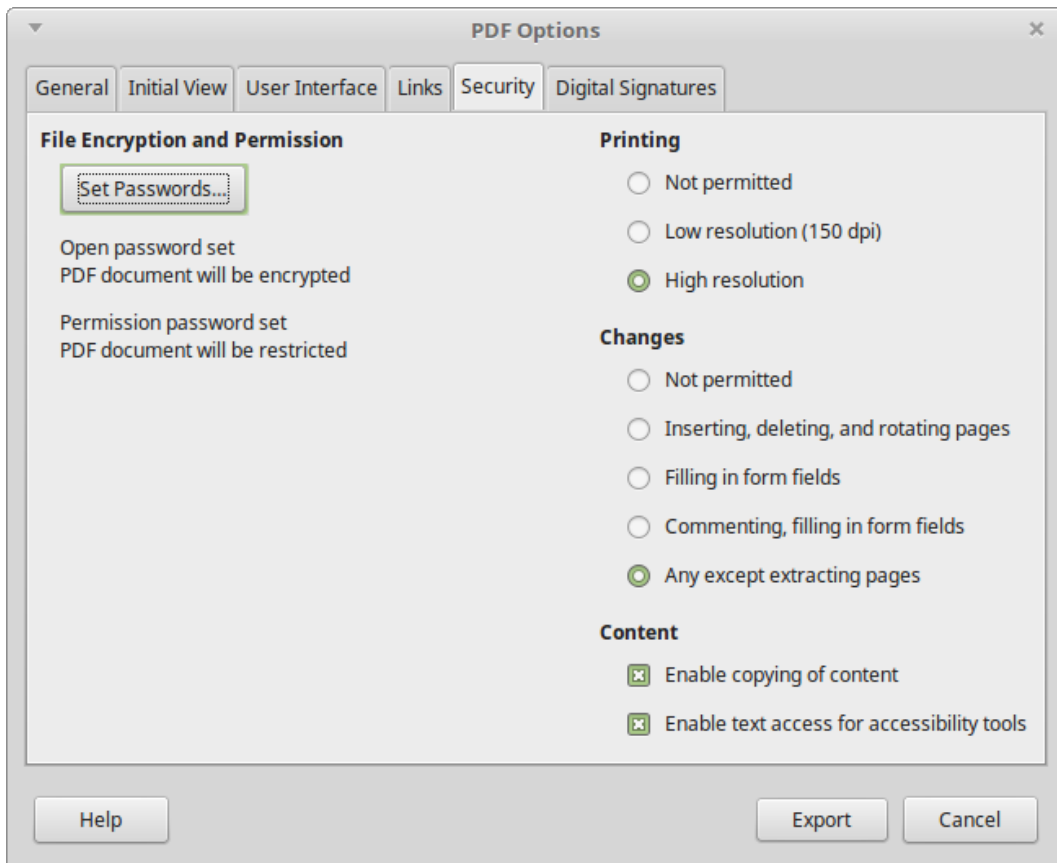 PDF Options
General
Initial View
User Interface
Links
Security
Digital Signatures
File Encryption and Permission
Set Passwords...
Open password set
PDF document will be encrypted
Permission password set
PDF document will be restricted
Printing
Not permitted
Low resolution (150 dpi)
High resolution
Changes
Not permitted
Inserting, deleting, and rotating pages
Filling in form fields
Commenting, filling in form fields
Any except extracting pages
Content
Enable copying of content
Enable text access for accessibility tools
Help
Export
Cancel